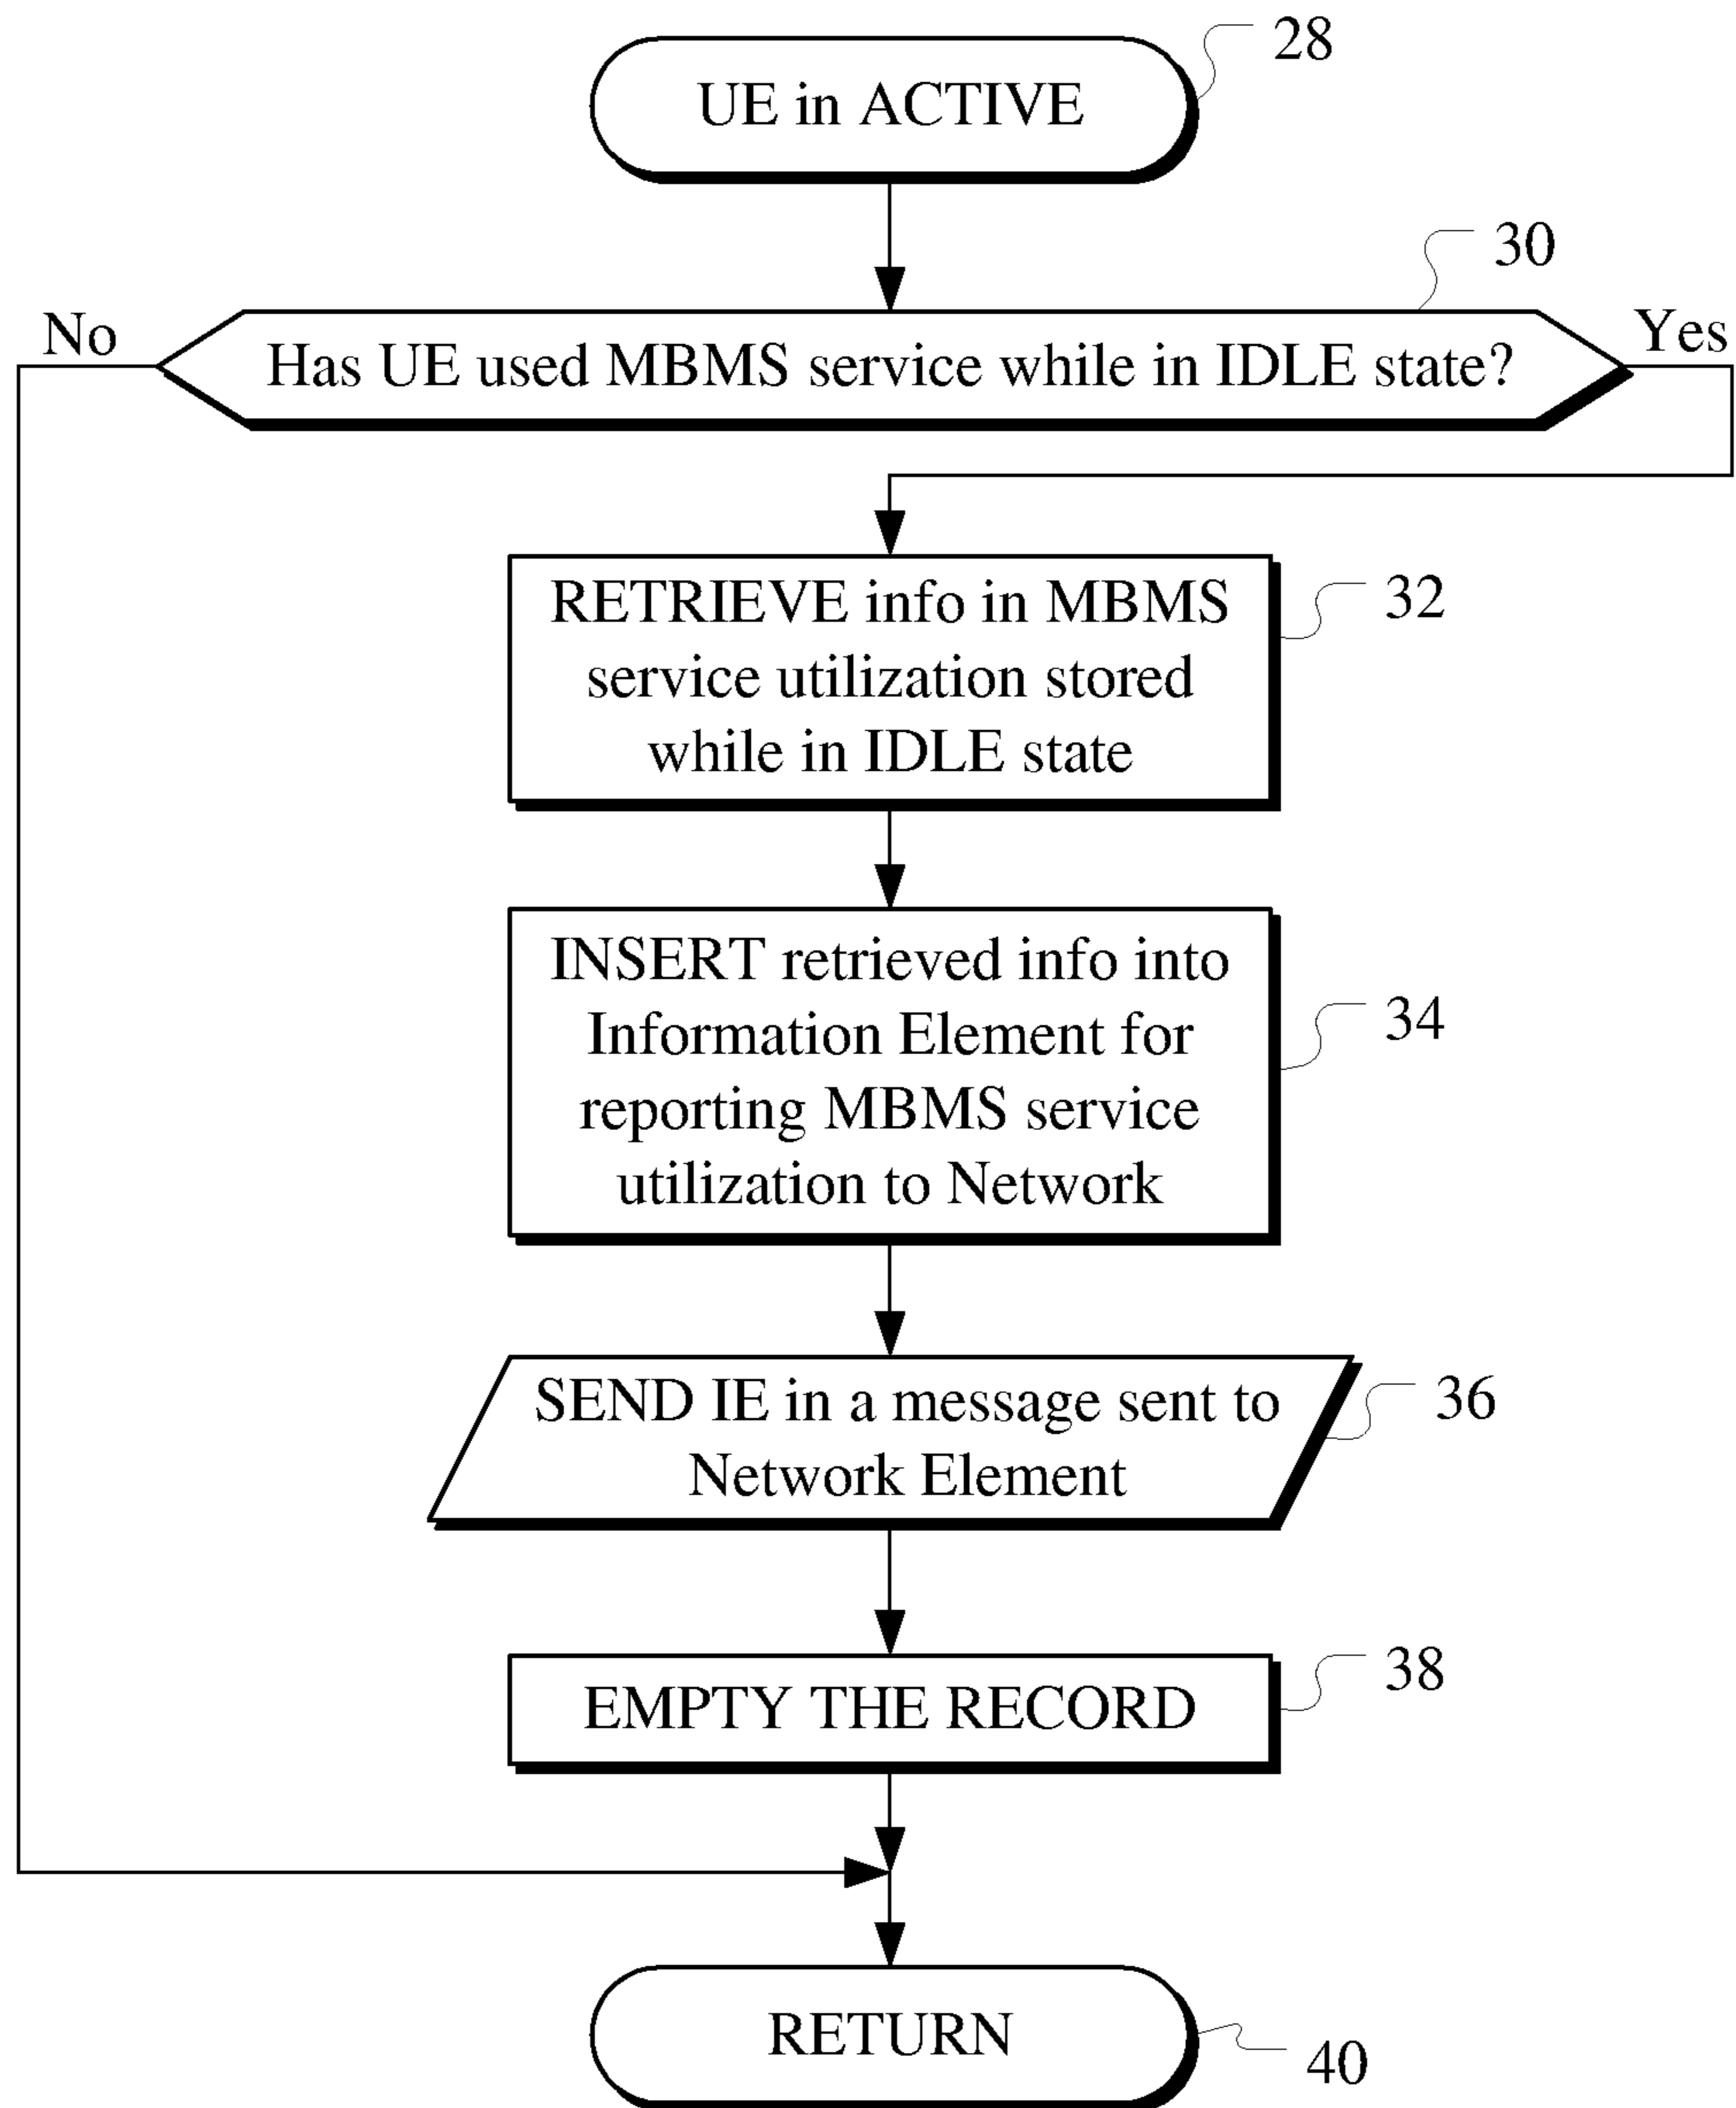 28
UE in ACTIVE
30
No
Yes
Has UE used MBMS service while in IDLE state?
RETRIEVE info in MBMS
service utilization stored
while in IDLE state
32
INSERT retrieved info into
Information Element for
reporting MBMS service
utilization to Network
34
SEND IE in a message sent to
Network Element
36
EMPTY THE RECORD
38
RETURN
40